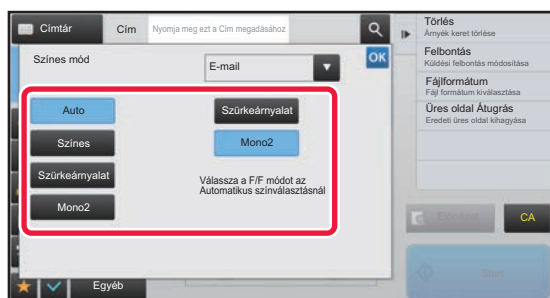 Címtár
Cím
Nyomja meg ezt a Cím megadásához
Színes mód
E-mail
OK
Auto
Színes
Szürkeárnyalat
Mono2
Szürkeárnyalat
Mono2
Válassza a F/F módot az
Automatikus színválasztásnál
Egyéb
Törlés
Árnyék keret törlése
Felbontás
Küldési felbontás módosítása
Fájlformátum
Fájl formátum kiválasztása
Üres oldal Átugrás
Eredeti üres oldal kihagyása
Előnézet
CA
Start